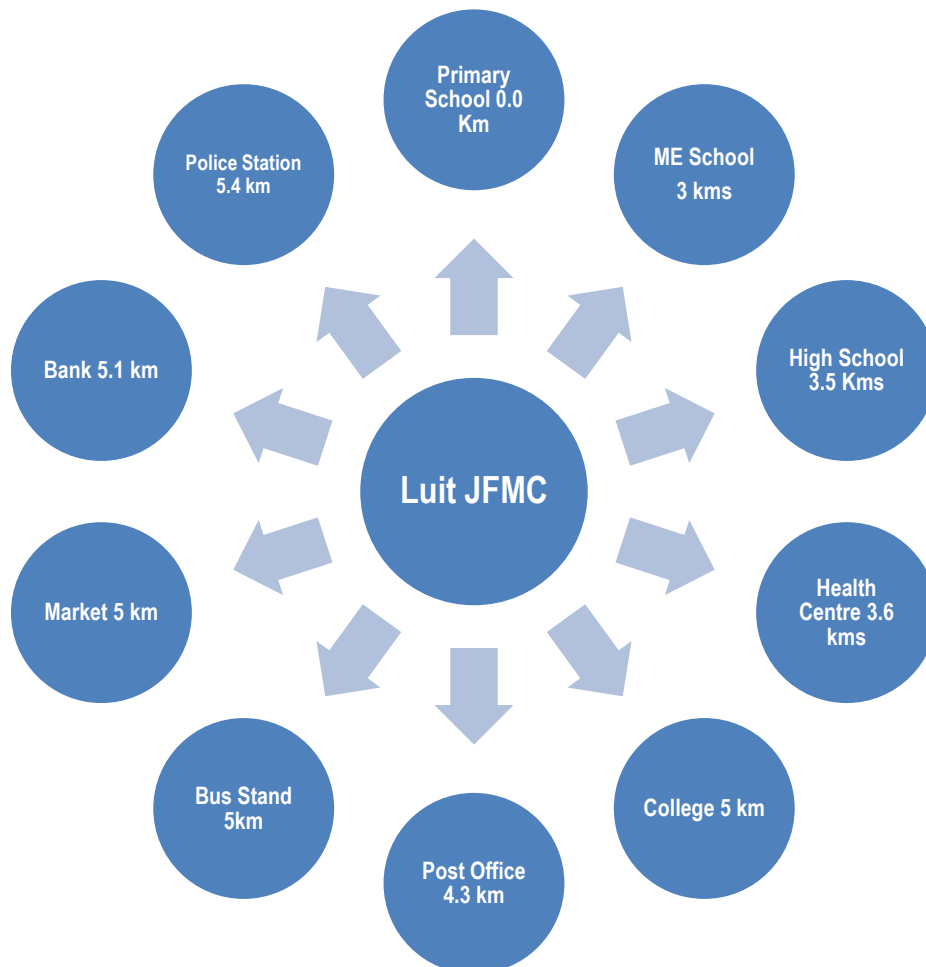 Primary
School 0.0
Km
ME School
3 kms
High School
3.5 Kms
Health
Centre 3.6
kms
College 5 km
Post Office
4.3 km
Bus Stand
5km
Market 5 km
Bank 5.1 km
Police Station
5.4 km
Luit JFMC